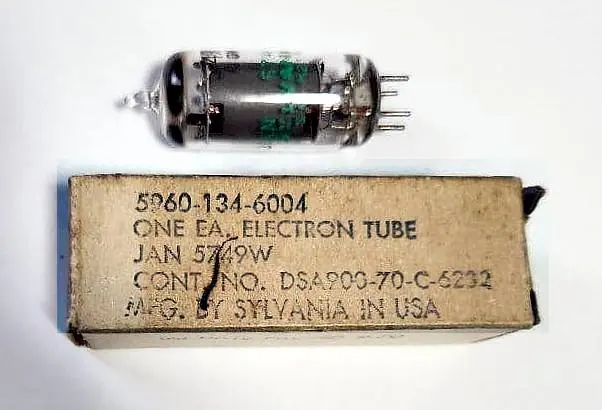 5960-134-6004
ONE EA. ELECTRON TUBE
JAN 5749W
CONT. NO. DSA900-70-C-6232
MFG. BY SYLVANIA IN USA